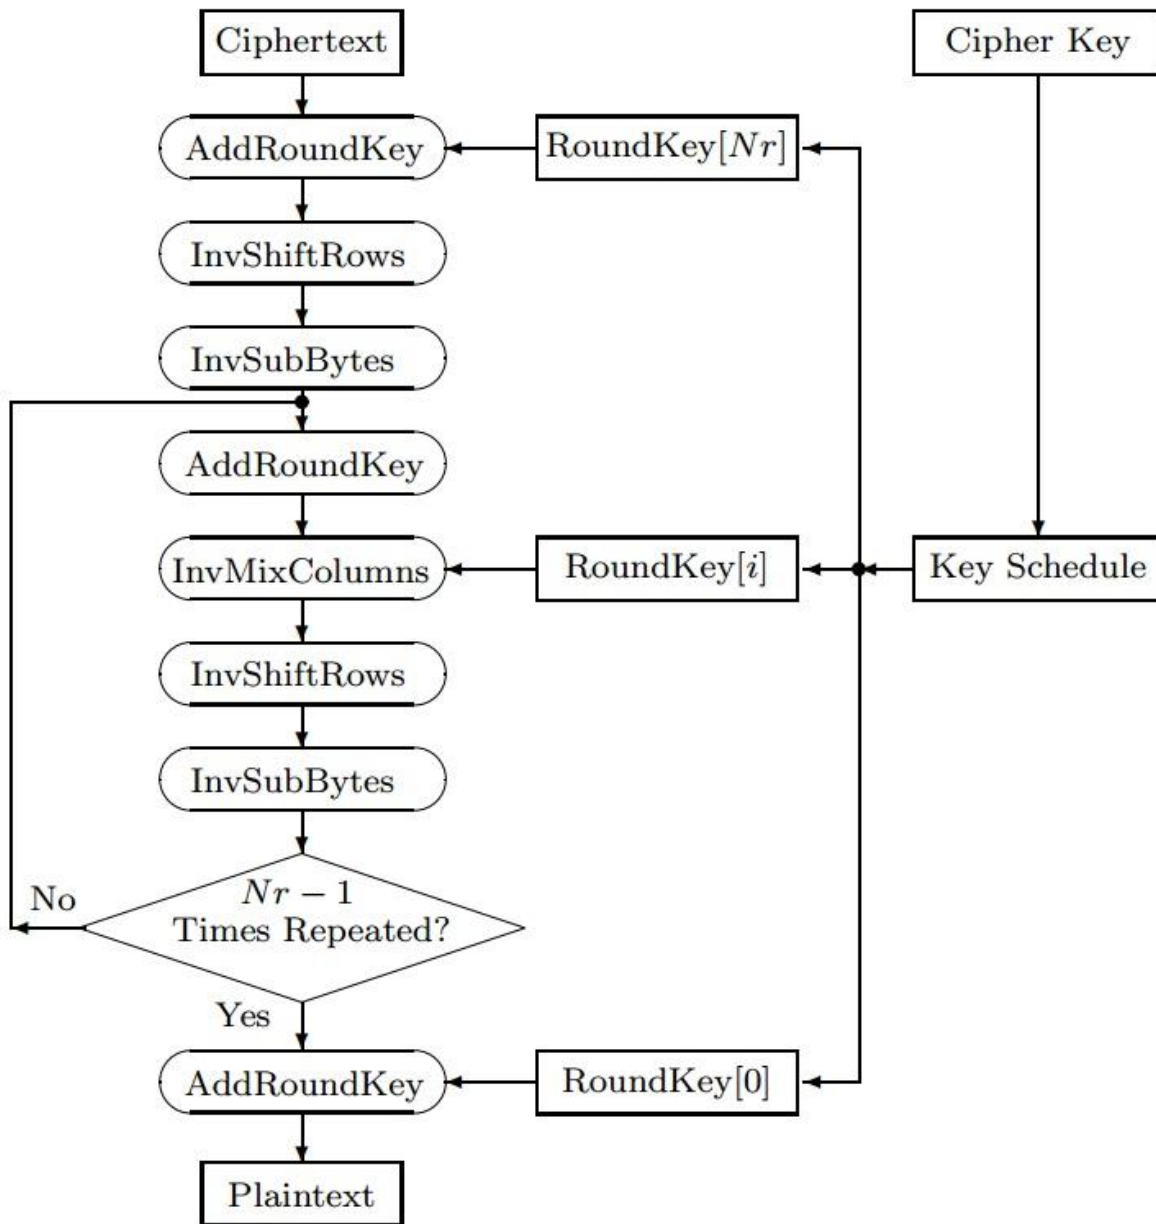 Ciphertext
Cipher Key
AddRoundKey
RoundKey[Nr]
InvShiftRows
InvSubBytes
AddRoundKey
InvMixColumns
RoundKey[i]
Key Schedule
InvShiftRows
InvSubBytes
No
Nr − 1
Times Repeated?
Yes
AddRoundKey
RoundKey[0]
Plaintext